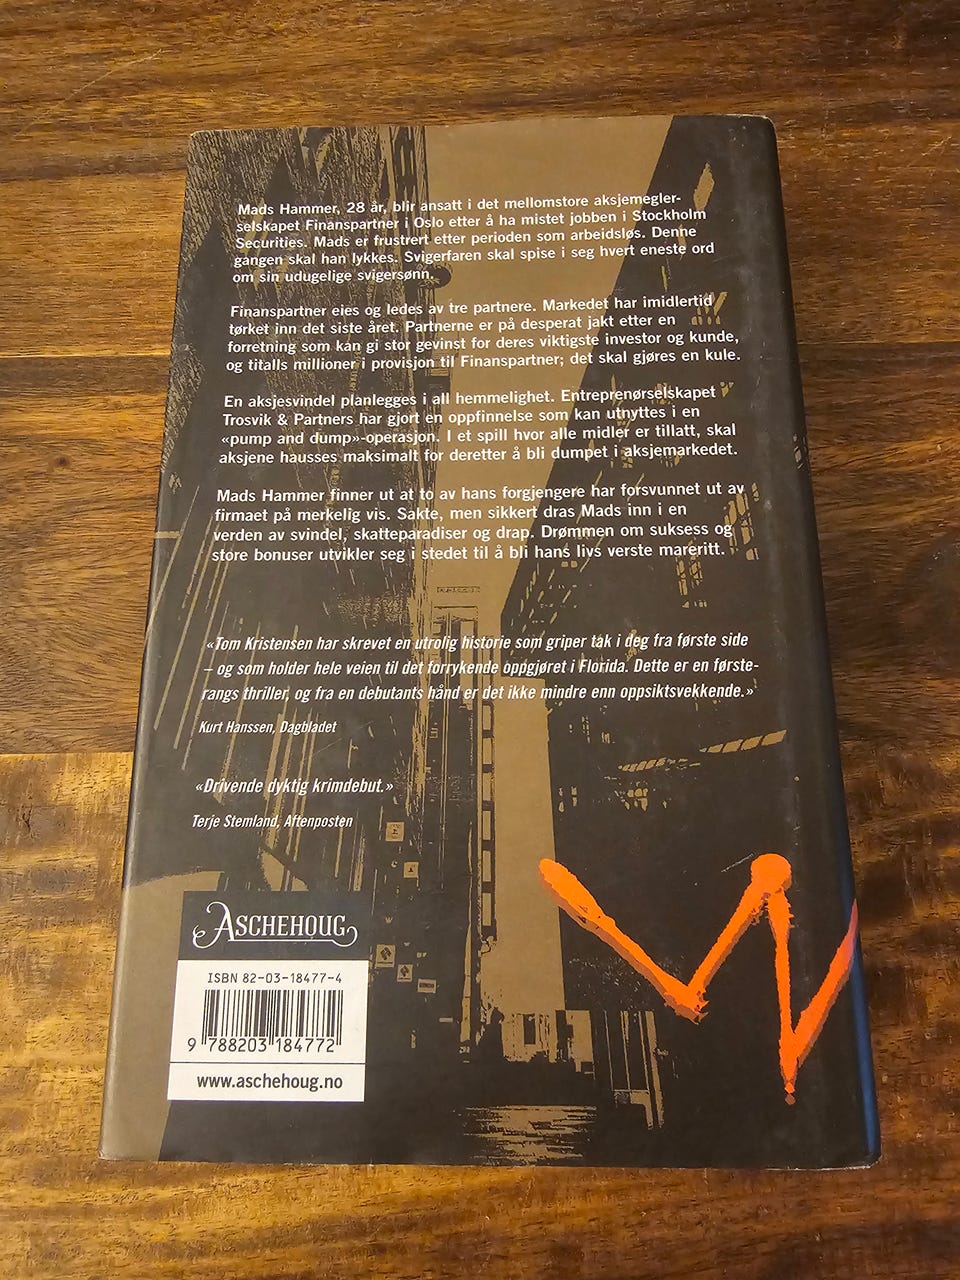 Mads Hammer, 28 år, blir ansatt i det mellomstore aksjemegler-
selskapet Finanspartner i Oslo etter å ha mistet jobben i Stockholm
Securities. Mads er frustrert etter perioden som arbeidsløs. Denne
gangen skal han lykkes. Svigerfaren skal spise i seg hvert eneste ord
om sin udugelige svigersønn.
Finanspartner eies og ledes av tre partnere. Markedet har imidlertid
tørket inn det siste året. Partnerne er på desperat jakt etter en
forretning som kan gi stor gevinst for deres viktigste investor og kunde,
og titalls millioner i provisjon til Finanspartner; det skal gjøres en kule.
En aksjesvindel planlegges i all hemmelighet. Entreprenørselskapet
Trosvik & Partners har gjort en oppfinnelse som kan utnyttes i en
«pump and dump»-operasjon. I et spill hvor alle midler er tillatt, skal
aksjene hausses maksimalt for deretter å bli dumpet i aksjemarkedet.
Mads Hammer finner ut at to av hans forgjengere har forsvunnet ut av
firmaet på merkelig vis. Sakte, men sikkert dras Mads inn i en
verden av svindel, skatteparadiser og drap. Drømmen om suksess og
store bonuser utvikler seg i stedet til å bli hans livs verste mareritt.
«Tom Kristensen har skrevet en utrolig historie som griper tak i deg fra første side
– og som holder hele veien til det forrykende oppgjøret i Florida. Dette er en første-
rangs thriller, og fra en debutants hånd er det ikke mindre enn oppsiktsvekkende.»
Kurt Hanssen, Dagbladet
«Drivende dyktig krimdebut.»
Terje Stemland, Aftenposten
ASCHEHOUG
ISBN 82-03-18477-4
9 788203 184772
www.aschehoug.no